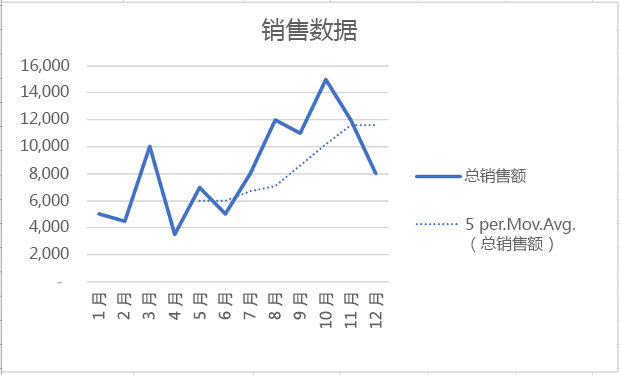 销售数据
16,000
14,000
12,000
10,000
8,000
6,000
4,000
2,000
-
1月 2月 3月 4月 5月 6月 7月 8月 9月 10月 11月 12月
总销售额
5 per.Mov.Avg.
（总销售额）